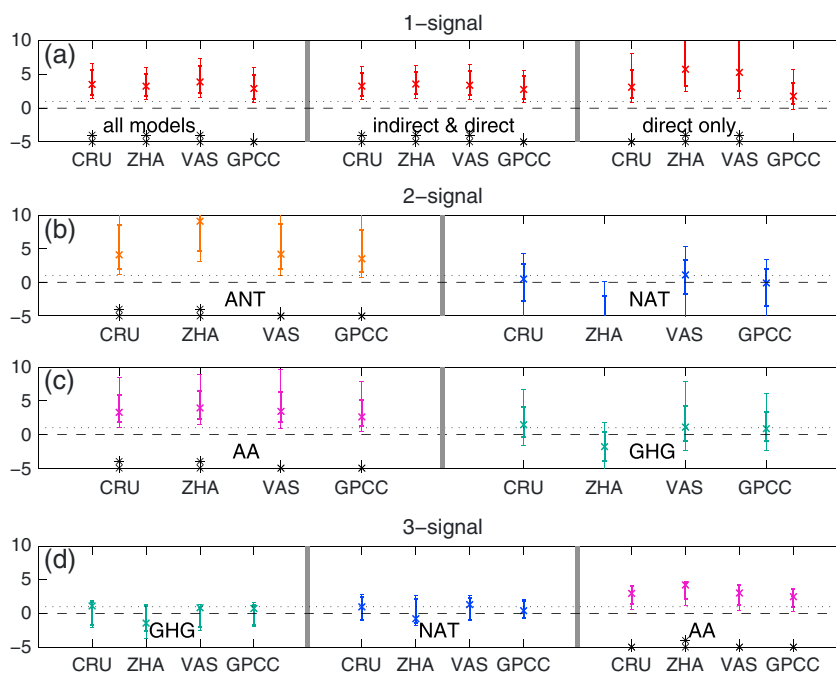 1−signal
(a)
10
5
0
−5
all models
indirect & direct
direct only
CRU ZHA VAS GPCC CRU ZHA VAS GPCC CRU ZHA VAS GPCC
2−signal
(b)
10
5
0
−5
ANT
NAT
CRU ZHA VAS GPCC CRU ZHA VAS GPCC
(c)
10
5
0
−5
AA
GHG
CRU ZHA VAS GPCC CRU ZHA VAS GPCC
3−signal
(d)
10
5
0
−5
GHG
NAT
AA
CRU ZHA VAS GPCC CRU ZHA VAS GPCC CRU ZHA VAS GPCC